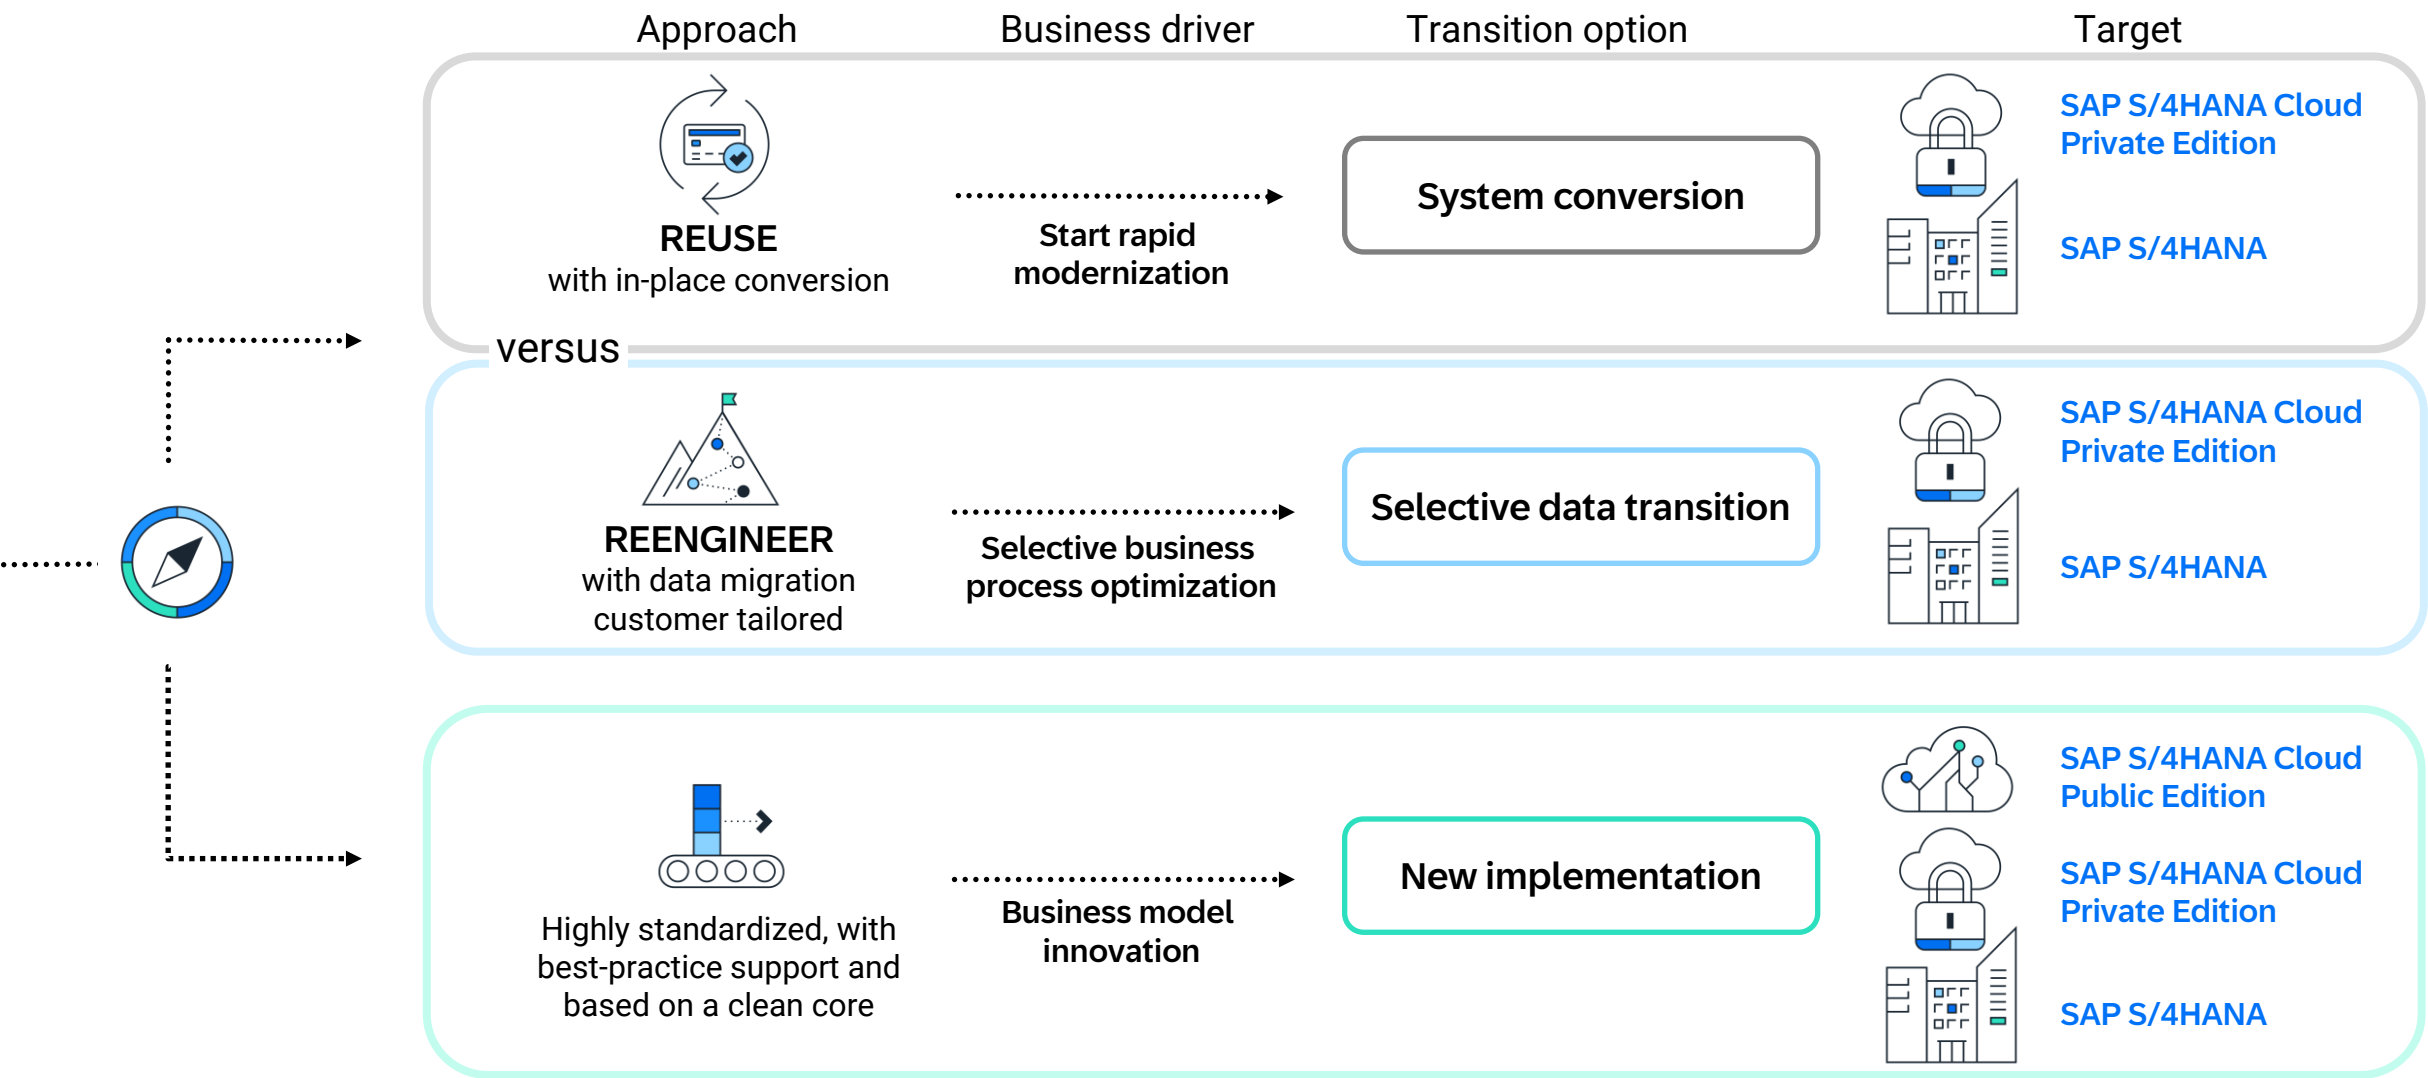 Approach
Business driver
Transition option
Target
REUSE
with in-place conversion
Start rapid
modernization
System conversion
SAP S/4HANA Cloud
Private Edition
SAP S/4HANA
versus
REENGINEER
with data migration
customer tailored
Selective business
process optimization
Selective data transition
SAP S/4HANA Cloud
Private Edition
SAP S/4HANA
Highly standardized, with
best-practice support and
based on a clean core
Business model
innovation
New implementation
SAP S/4HANA Cloud
Public Edition
SAP S/4HANA Cloud
Private Edition
SAP S/4HANA